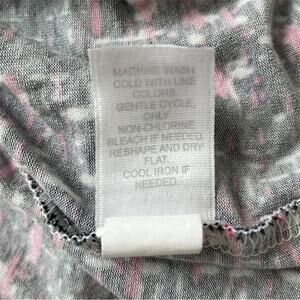 MACHINE WASH
COLD WITH LIKE
COLORS.
GENTLE CYCLE,
ONLY
NON-CHLORINE
BLEACH IF NEEDED.
RESHAPE AND DRY
FLAT.
COOL IRON IF
NEEDED.